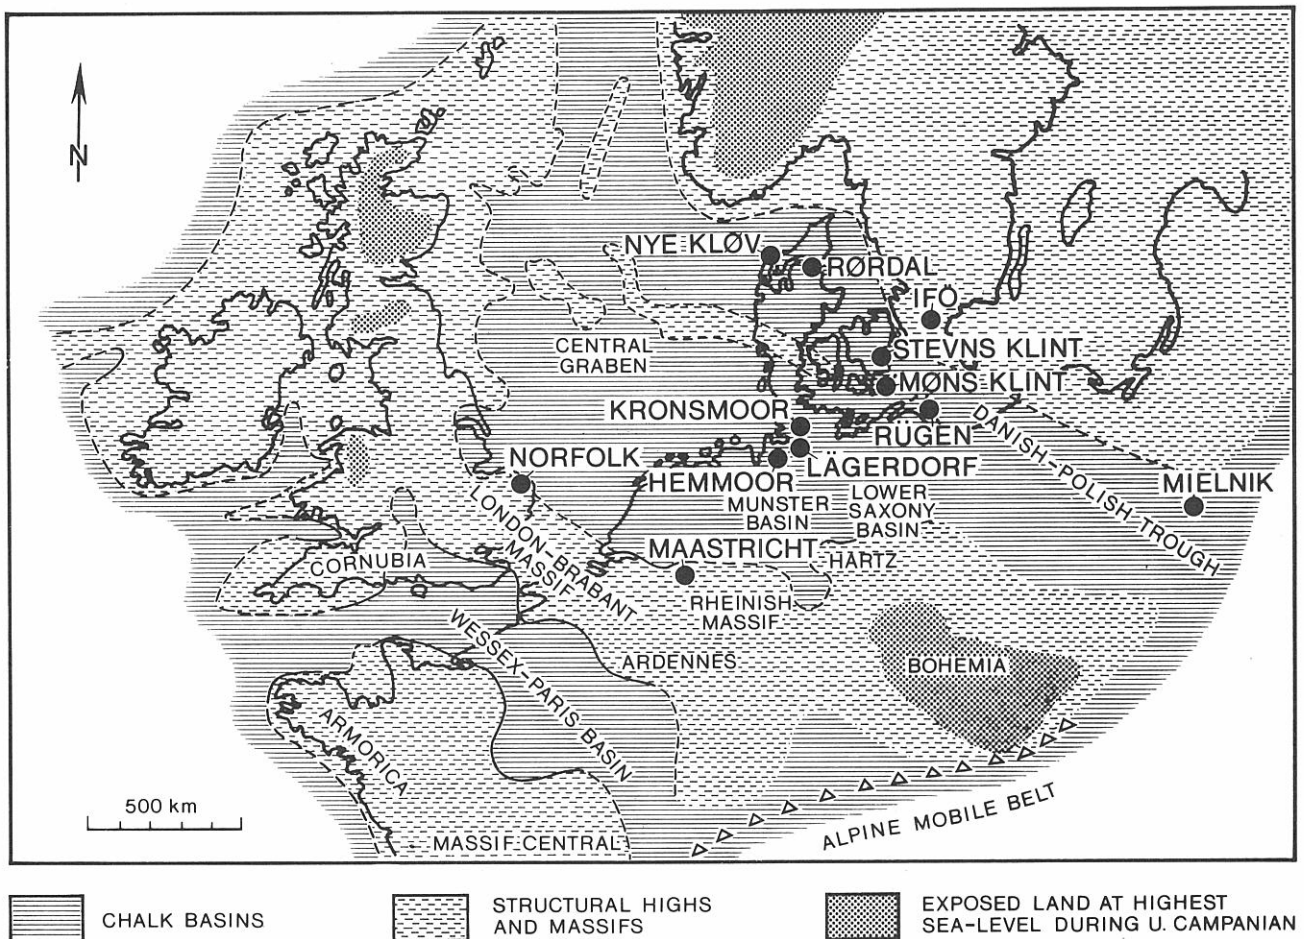 N
NYE KLØV
RØRDAL
IFÖ
CENTRAL
GRABEN
STEVNS KLINT
MØNS KLINT
KRONSMOOR
RÜGEN
DANISH-POLISH TROUGH
NORFOLK
HEMMOOR
LÄGERDORF
MIELNIK
MUNSTER
BASIN
LOWER
SAXONY
BASIN
LONDON-BRABANT
MASSIF
MAASTRICHT
HARTZ
CORNUBIA
RHEINISH
MASSIF
WESSEX-PARIS BASIN
ARDENNES
BOHEMIA
ARMORICA
500 km
MASSIF CENTRAL
ALPINE MOBILE BELT
CHALK BASINS
STRUCTURAL HIGHS
AND MASSIFS
EXPOSED LAND AT HIGHEST
SEA-LEVEL DURING U. CAMPANIAN